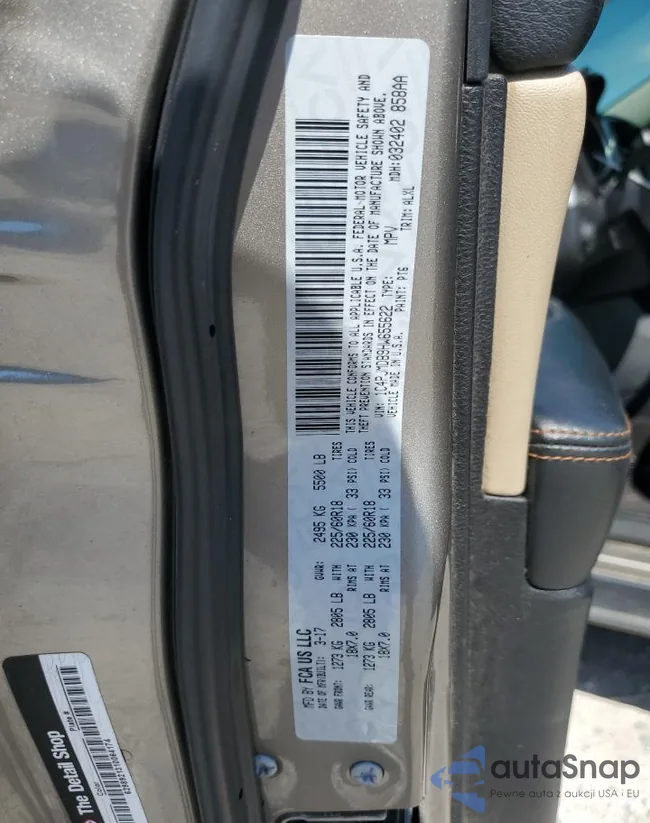 MFD BY: FCA US LLC
DATE OF MFR(BUILT): 3-17
GVWR: 2495 KG 5500 LB
GAWR FRONT: 1273 KG 2805 LB WITH 225/60R18 TIRES
18X7.0 RIMS AT 230 KPA ( 33 PSI) COLD
GAWR REAR: 1273 KG 2805 LB WITH 225/60R18 TIRES
18X7.0 RIMS AT 230 KPA ( 33 PSI) COLD
THIS VEHICLE CONFORMS TO ALL APPLICABLE U.S.A. FEDERAL MOTOR VEHICLE SAFETY AND
THEFT PREVENTION STANDARDS IN EFFECT ON THE DATE OF MANUFACTURE SHOWN ABOVE.
MDH:032402 858AA
VIN: 1C4PJMDB9HW655622 TYPE: MPV
VEHICLE MADE IN U.S.A. PAINT: PTG TRIM: ALXL
The Detail Shop
Plate #
autoSnap
Pewne auto z aukcji USA i EU